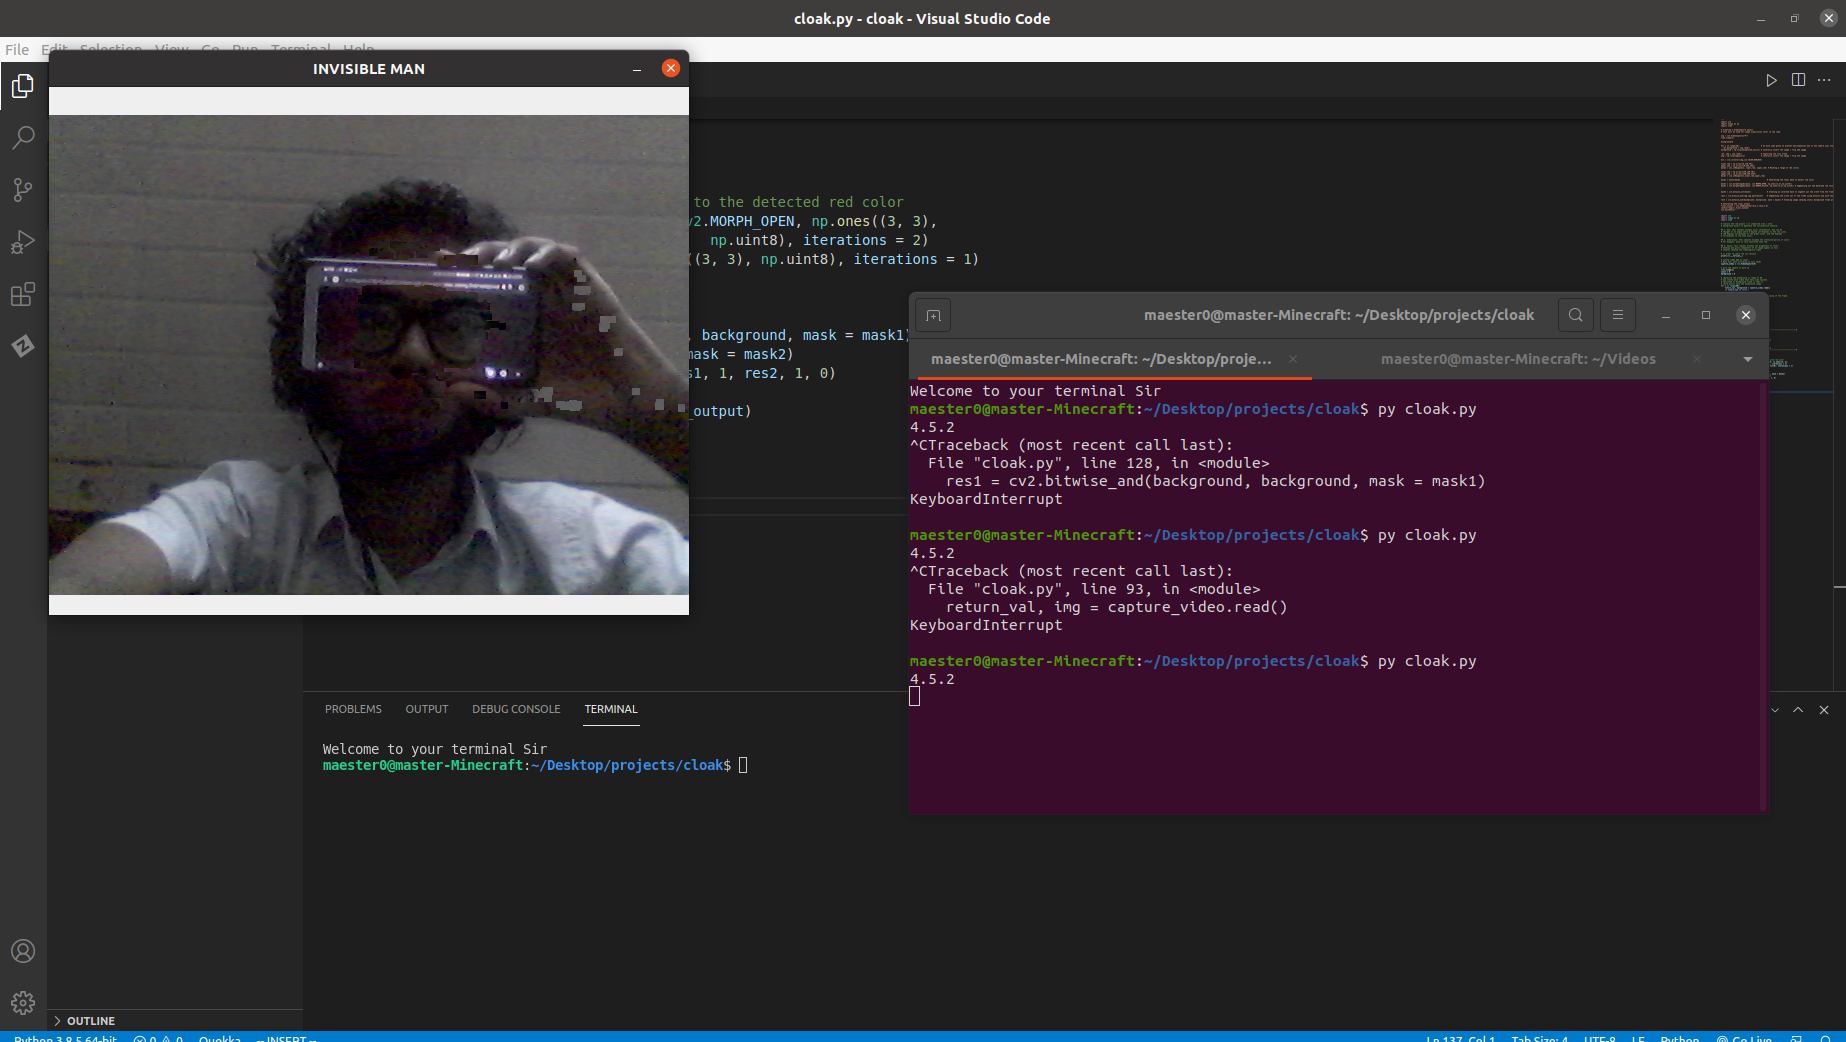 cloak.py - cloak - Visual Studio Code
File Edit Selection View Go Run Terminal Help
INVISIBLE MAN
to the detected red color
v2.MORPH_OPEN, np.ones((3, 3),
np.uint8), iterations = 2)
((3, 3), np.uint8), iterations = 1)
, background, mask = mask1)
mask = mask2)
s1, 1, res2, 1, 0)
_output)
maester0@master-Minecraft: ~/Desktop/projects/cloak
maester0@master-Minecraft: ~/Desktop/proje...
maester0@master-Minecraft: ~/Videos
Welcome to your terminal Sir
maester0@master-Minecraft:~/Desktop/projects/cloak$ py cloak.py
4.5.2
^CTraceback (most recent call last):
File "cloak.py", line 128, in <module>
res1 = cv2.bitwise_and(background, background, mask = mask1)
KeyboardInterrupt
maester0@master-Minecraft:~/Desktop/projects/cloak$ py cloak.py
4.5.2
^CTraceback (most recent call last):
File "cloak.py", line 93, in <module>
return_val, img = capture_video.read()
KeyboardInterrupt
maester0@master-Minecraft:~/Desktop/projects/cloak$ py cloak.py
4.5.2
PROBLEMS OUTPUT DEBUG CONSOLE TERMINAL
Welcome to your terminal Sir
maester0@master-Minecraft:~/Desktop/projects/cloak$
OUTLINE
Python 3.8.5 64-bit 0 0 Quokka -- INSERT -- Ln 137, Col 1 Tab Size: 4 UTF-8 LF Python Go Live